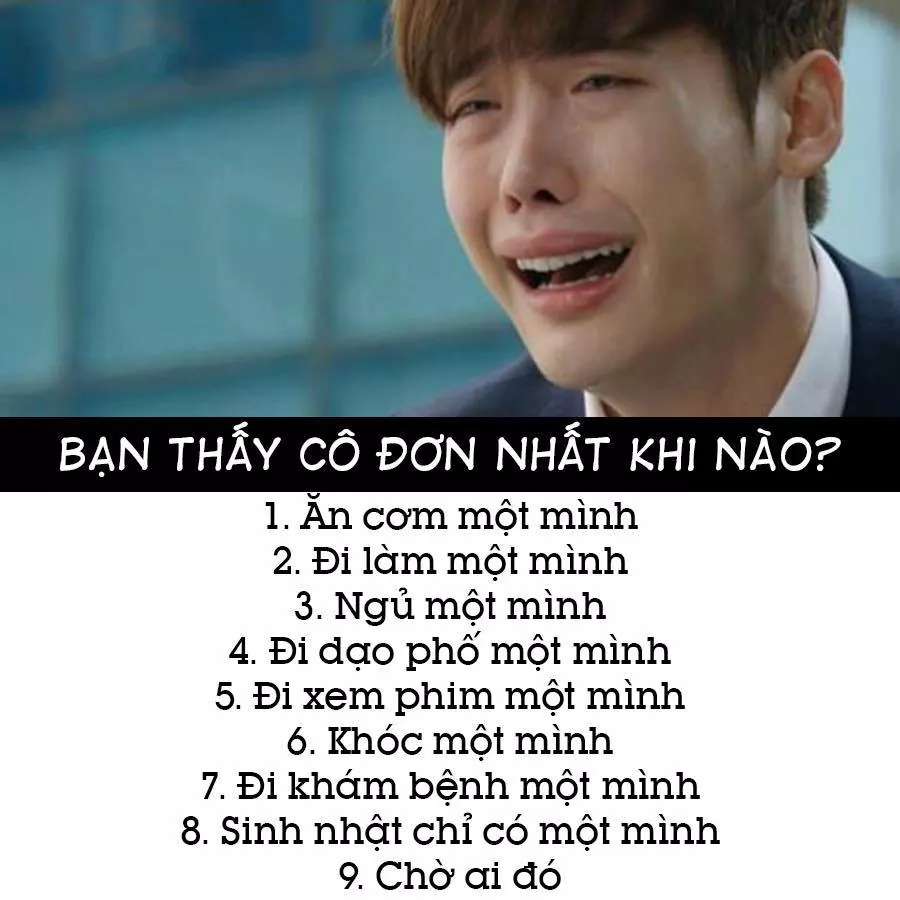 BẠN THẤY CÔ ĐƠN NHẤT KHI NÀO?
1. Ăn cơm một mình
2. Đi làm một mình
3. Ngủ một mình
4. Đi dạo phố một mình
5. Đi xem phim một mình
6. Khóc một mình
7. Đi khám bệnh một mình
8. Sinh nhật chỉ có một mình
9. Chờ ai đó